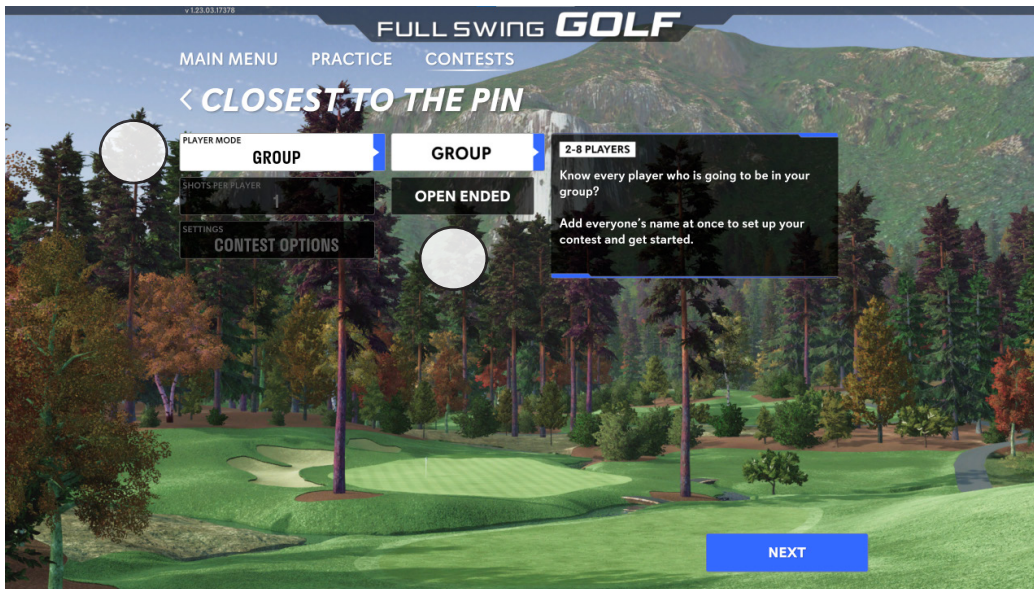 v 1.23.03.17378
FULL SWING GOLF
MAIN MENU PRACTICE CONTESTS
< CLOSEST TO THE PIN
PLAYER MODE
GROUP
SHOTS PER PLAYER
1
SETTINGS
CONTEST OPTIONS
GROUP
OPEN ENDED
2-8 PLAYERS
Know every player who is going to be in your
group?
Add everyone's name at once to set up your
contest and get started.
NEXT